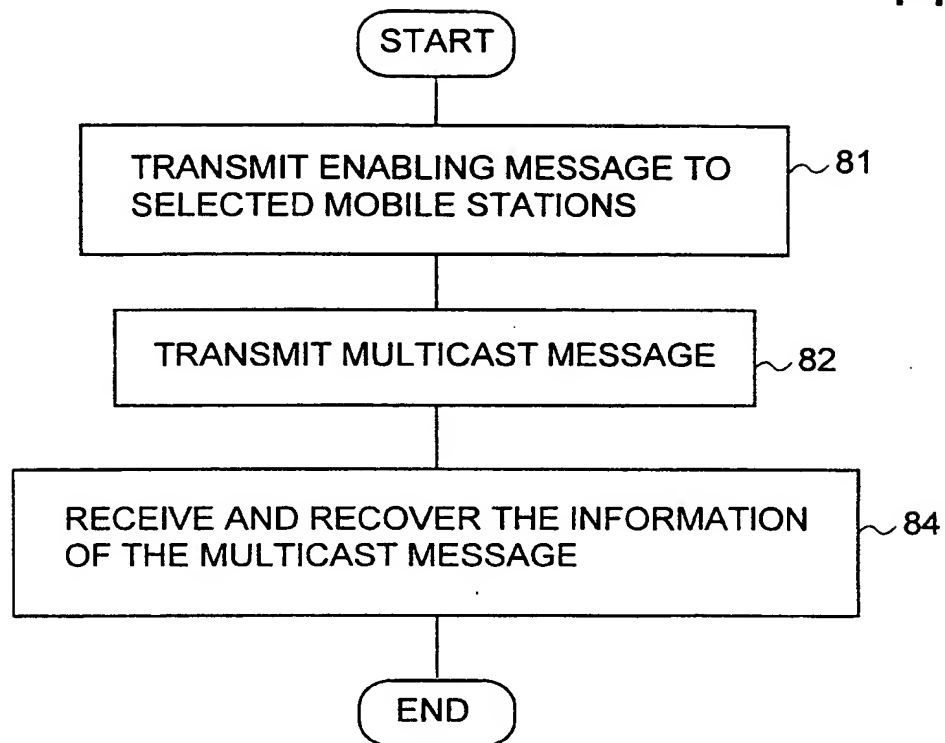 START
TRANSMIT ENABLING MESSAGE TO
SELECTED MOBILE STATIONS
81
TRANSMIT MULTICAST MESSAGE
82
RECEIVE AND RECOVER THE INFORMATION
OF THE MULTICAST MESSAGE
84
END